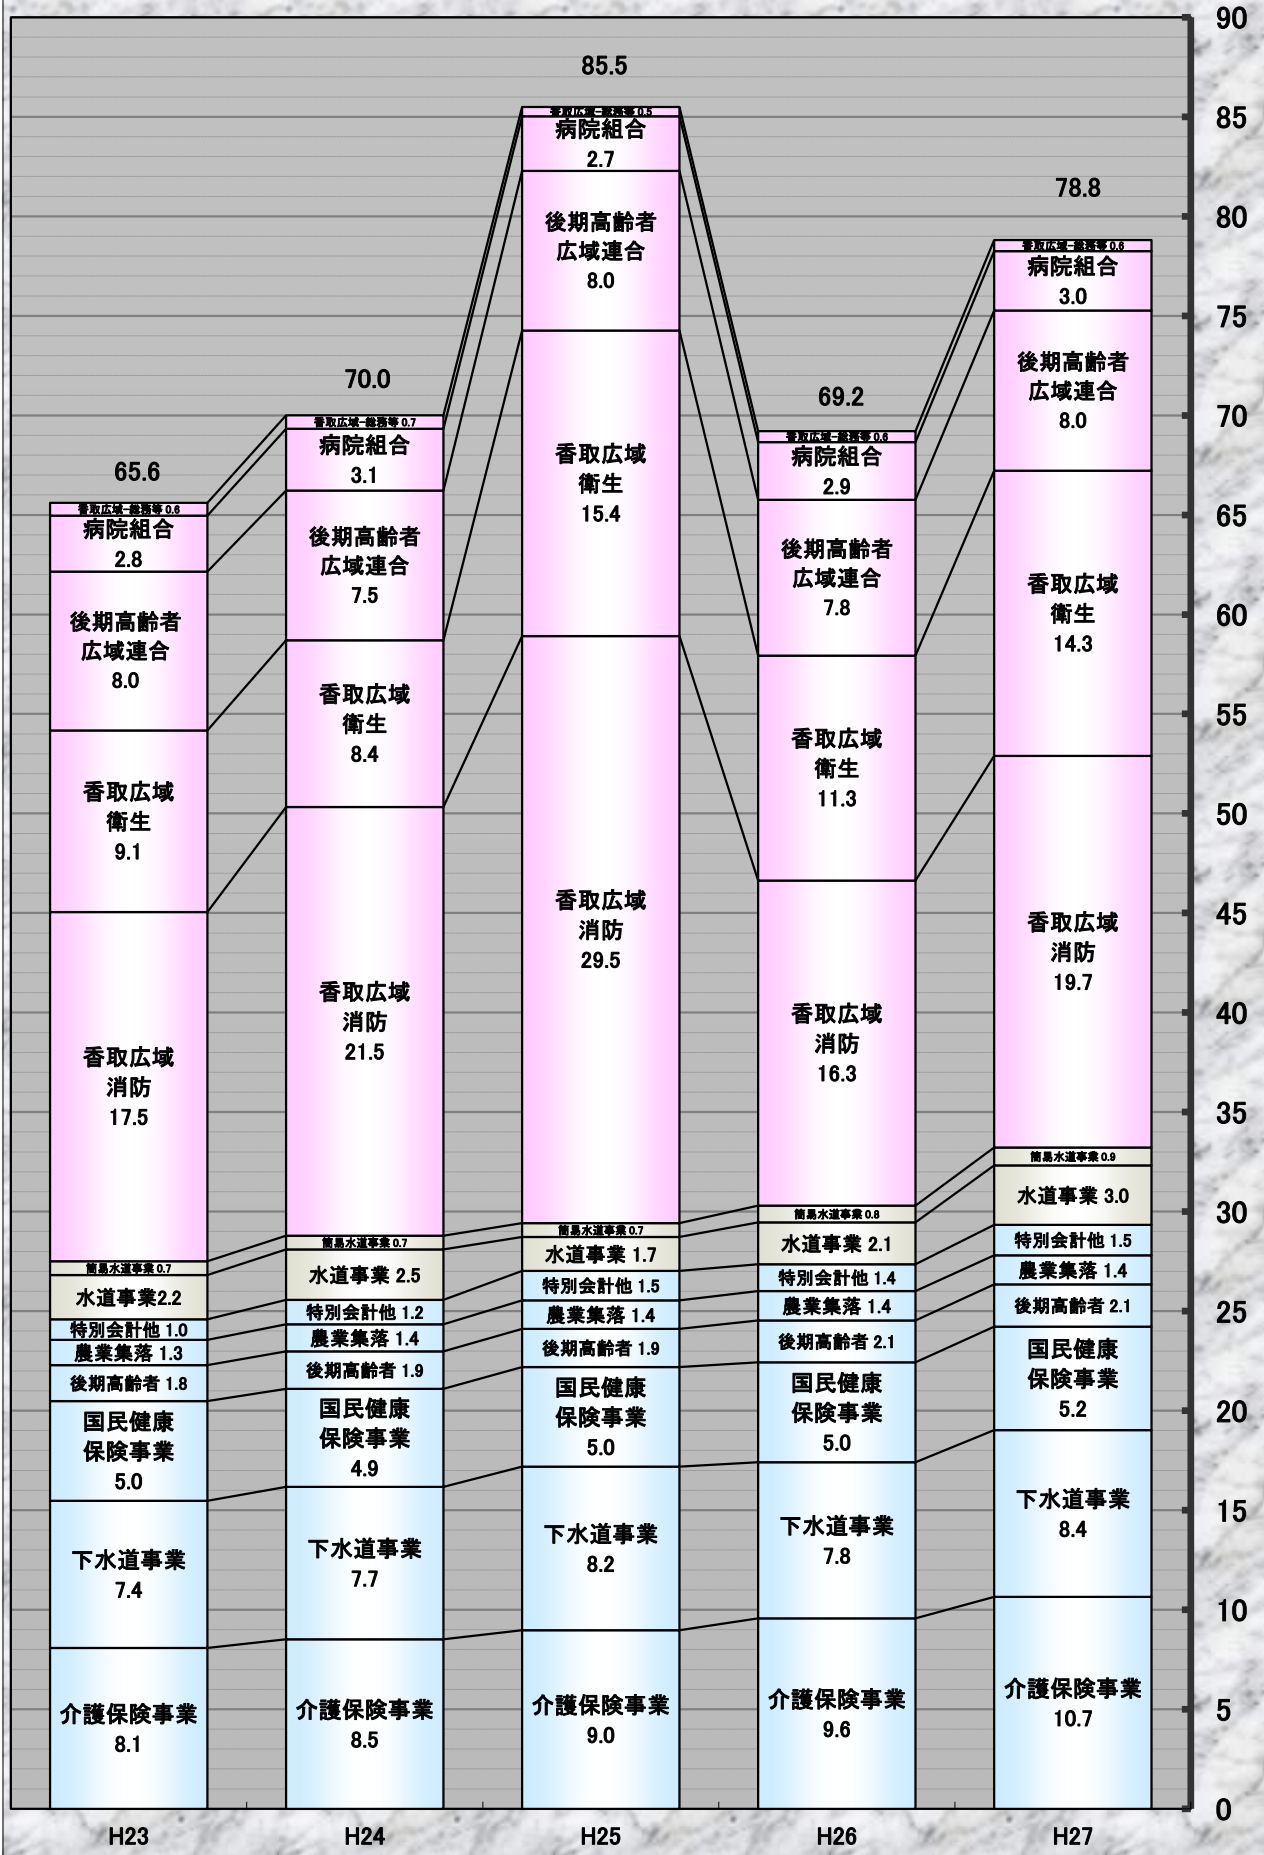 90
85
80
75
70
65
60
55
50
45
40
35
30
25
20
15
10
5
0
65.6
香取広域-総務等 0.6
病院組合
2.8
後期高齢者
広域連合
8.0
香取広域
衛生
9.1
香取広域
消防
17.5
簡易水道事業 0.7
水道事業2.2
特別会計他 1.0
農業集落 1.3
後期高齢者 1.8
国民健康
保険事業
5.0
下水道事業
7.4
介護保険事業
8.1
H23
70.0
香取広域-総務等 0.7
病院組合
3.1
後期高齢者
広域連合
7.5
香取広域
衛生
8.4
香取広域
消防
21.5
簡易水道事業 0.7
水道事業 2.5
特別会計他 1.2
農業集落 1.4
後期高齢者 1.9
国民健康
保険事業
4.9
下水道事業
7.7
介護保険事業
8.5
H24
85.5
香取広域-総務等 0.5
病院組合
2.7
後期高齢者
広域連合
8.0
香取広域
衛生
15.4
香取広域
消防
29.5
簡易水道事業 0.7
水道事業 1.7
特別会計他 1.5
農業集落 1.4
後期高齢者 1.9
国民健康
保険事業
5.0
下水道事業
8.2
介護保険事業
9.0
H25
69.2
香取広域-総務等 0.6
病院組合
2.9
後期高齢者
広域連合
7.8
香取広域
衛生
11.3
香取広域
消防
16.3
簡易水道事業 0.8
水道事業 2.1
特別会計他 1.4
農業集落 1.4
後期高齢者 2.1
国民健康
保険事業
5.0
下水道事業
7.8
介護保険事業
9.6
H26
78.8
香取広域-総務等 0.6
病院組合
3.0
後期高齢者
広域連合
8.0
香取広域
衛生
14.3
香取広域
消防
19.7
簡易水道事業 0.9
水道事業 3.0
特別会計他 1.5
農業集落 1.4
後期高齢者 2.1
国民健康
保険事業
5.2
下水道事業
8.4
介護保険事業
10.7
H27